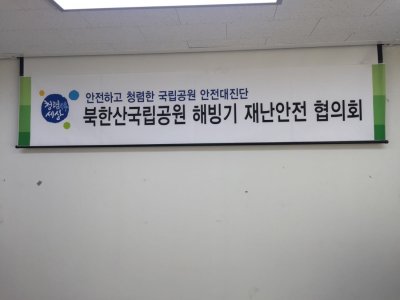 청렴
세상
안전하고 청렴한 국립공원 안전대진단
북한산국립공원 해빙기 재난안전 협의회